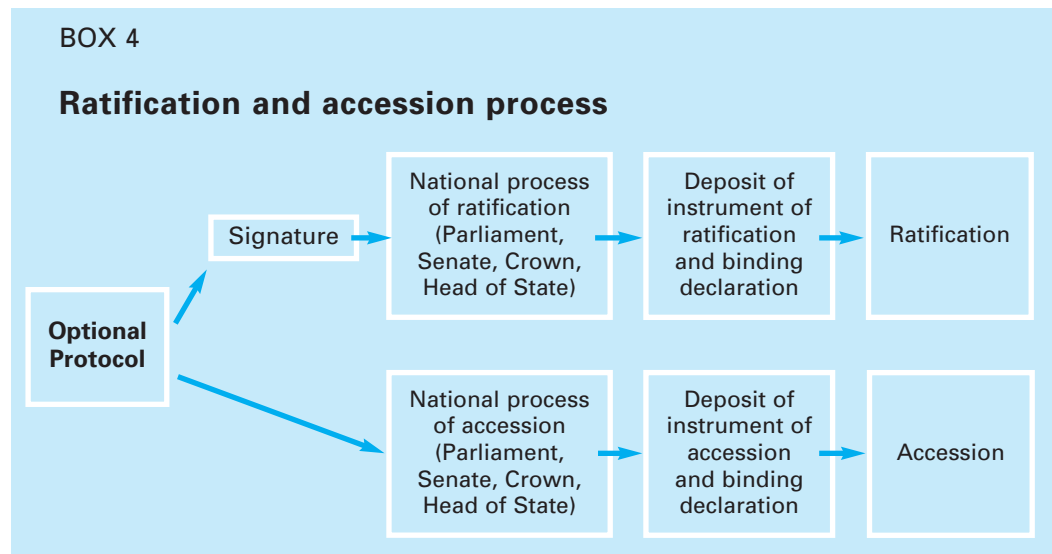 BOX 4
Ratification and accession process
Optional
Protocol
Signature
National process
of ratification
(Parliament,
Senate, Crown,
Head of State)
Deposit of
instrument of
ratification
and binding
declaration
Ratification
National process
of accession
(Parliament,
Senate, Crown,
Head of State)
Deposit of
instrument of
accession
and binding
declaration
Accession